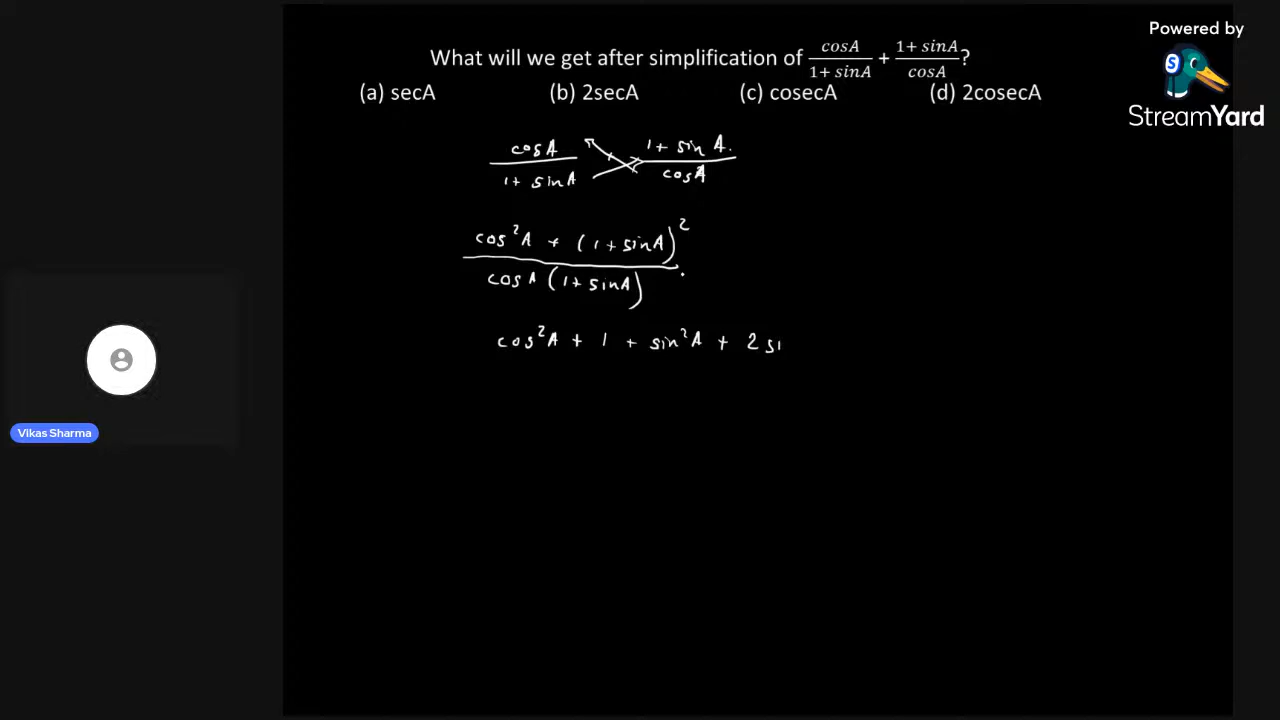 Powered by
StreamYard
What will we get after simplification of cosA/1+ sinA + 1+ sinA/cosA?
(a) secA (b) 2secA (c) cosecA (d) 2cosecA
cosA 1+ sin A.
1+ sinA cosA
cos²A + (1+sinA)²
cosA (1+sinA)
cos²A + 1 + sin²A + 2 si
Vikas Sharma